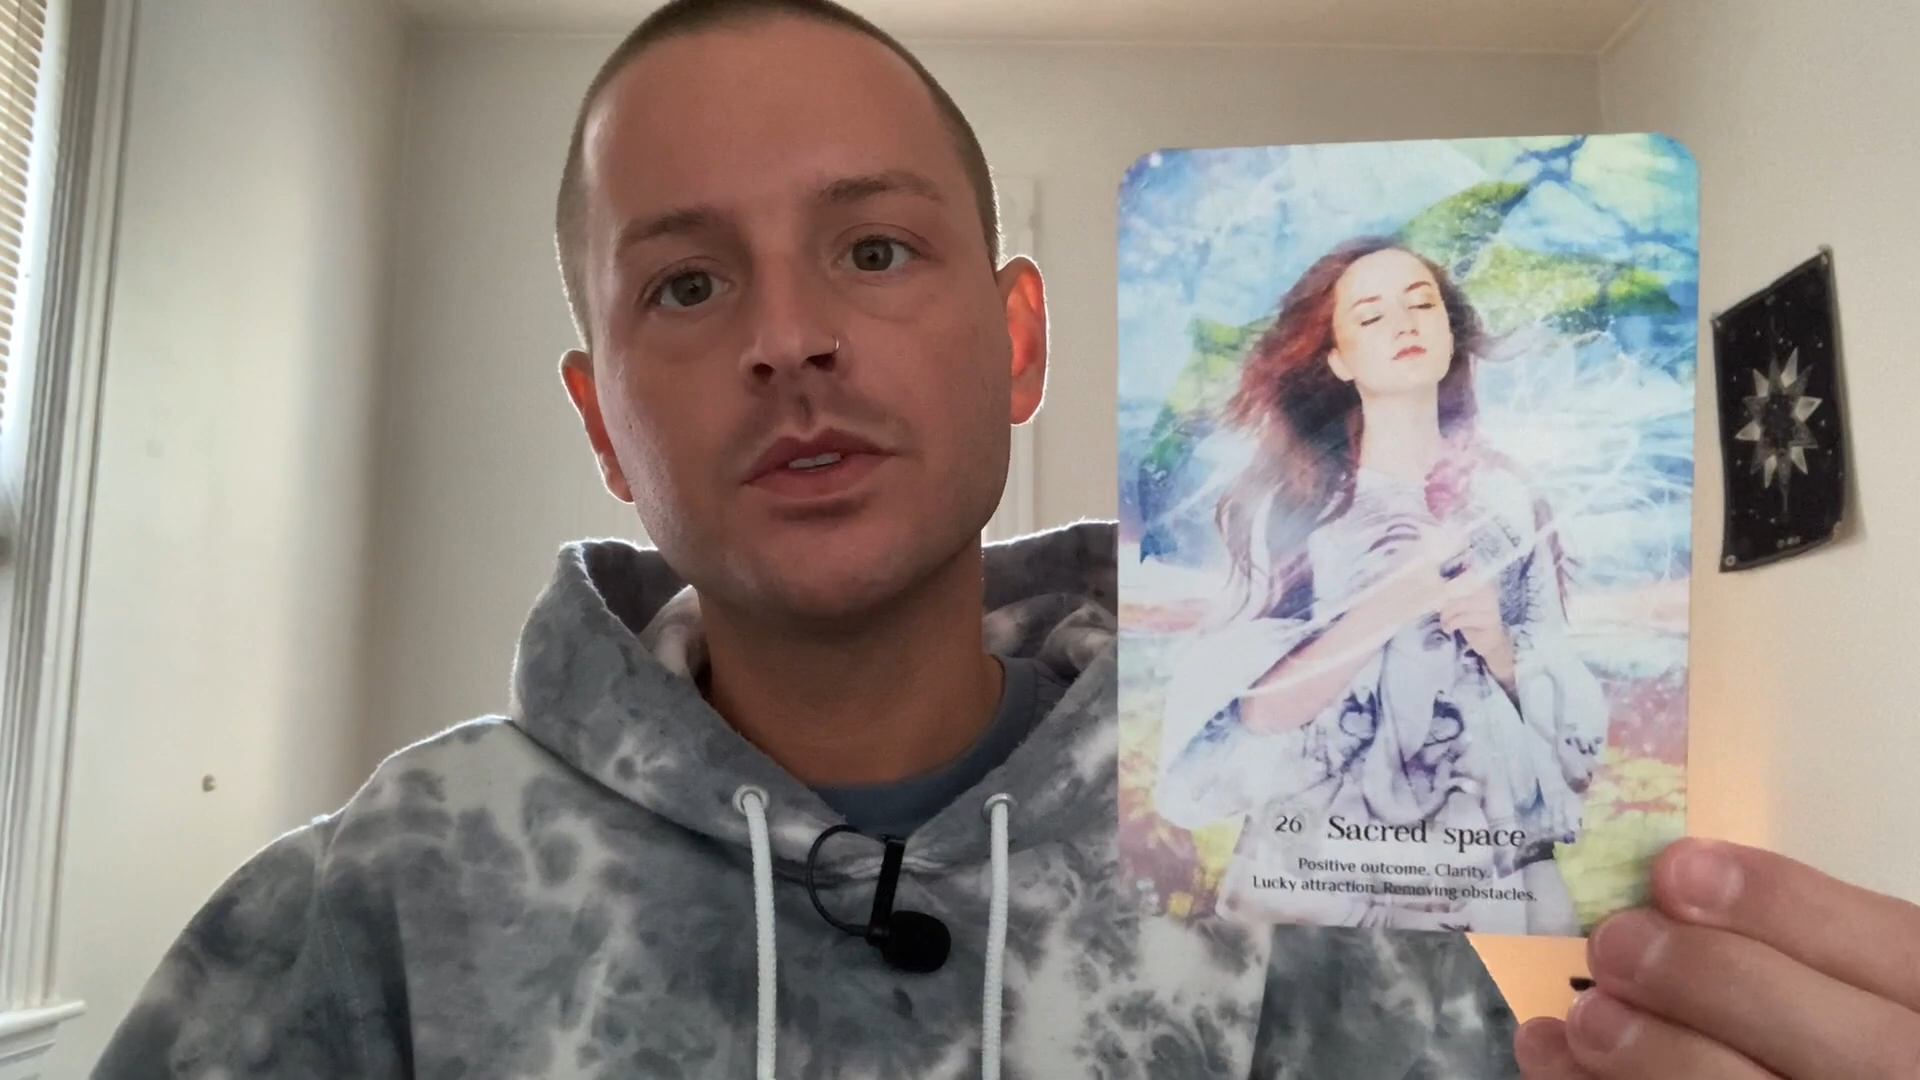 26 Sacred space
Positive outcome. Clarity.
Lucky attraction. Removing obstacles.